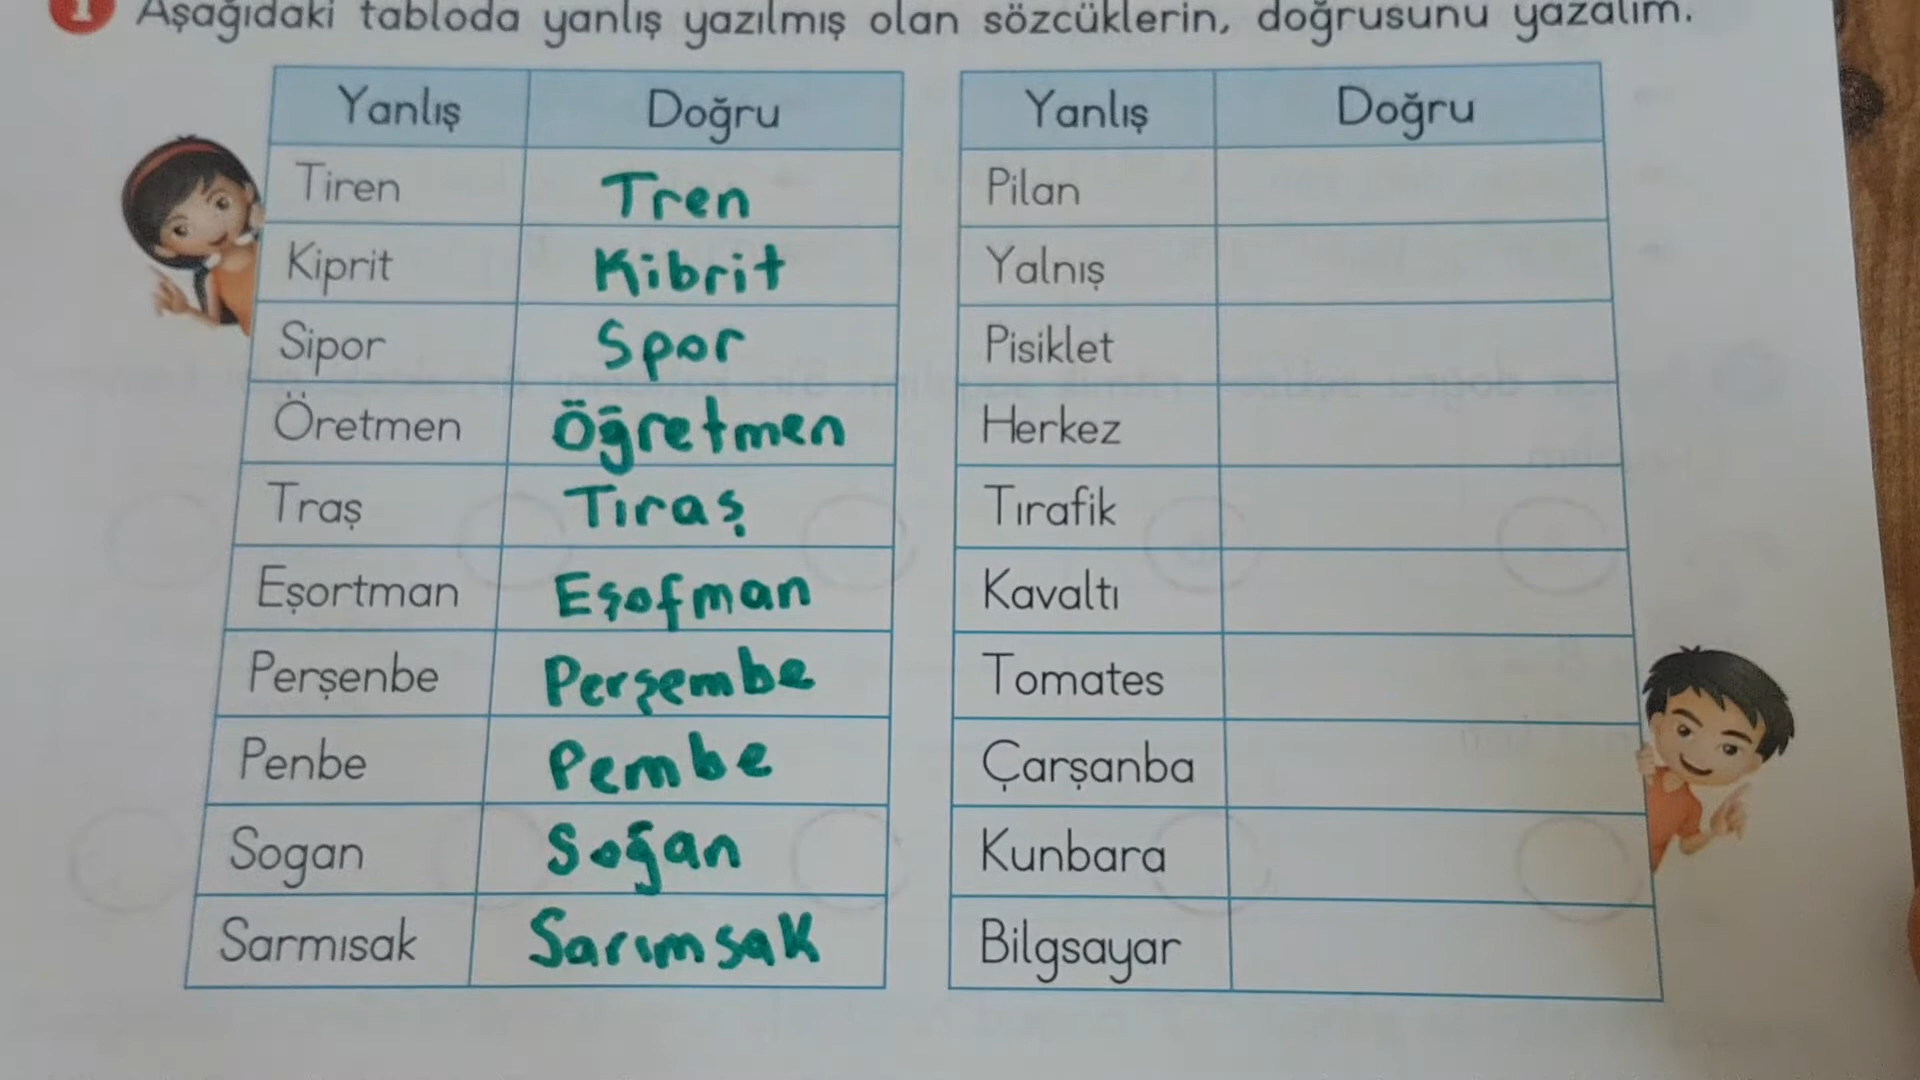 1 Aşağıdaki tabloda yanlış yazılmış olan sözcüklerin, doğrusunu yazalım.
Yanlış Doğru
Tiren Tren
Kiprit Kibrit
Sipor Spor
Öretmen Öğretmen
Traş Tıraş
Eşortman Eşofman
Perşenbe Perşembe
Penbe Pembe
Sogan Soğan
Sarmısak Sarımsak
Yanlış Doğru
Pilan
Yalnış
Pisiklet
Herkez
Tırafik
Kavaltı
Tomates
Çarşanba
Kunbara
Bilgsayar